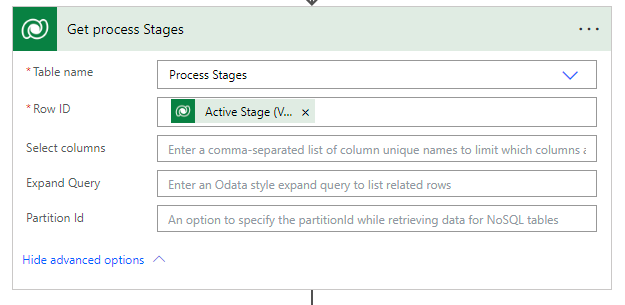 Get process Stages
* Table name
Process Stages
* Row ID
Active Stage (V... ×
Select columns
Enter a comma-separated list of column unique names to limit which columns a
Expand Query
Enter an Odata style expand query to list related rows
Partition Id
An option to specify the partitionId while retrieving data for NoSQL tables
Hide advanced options